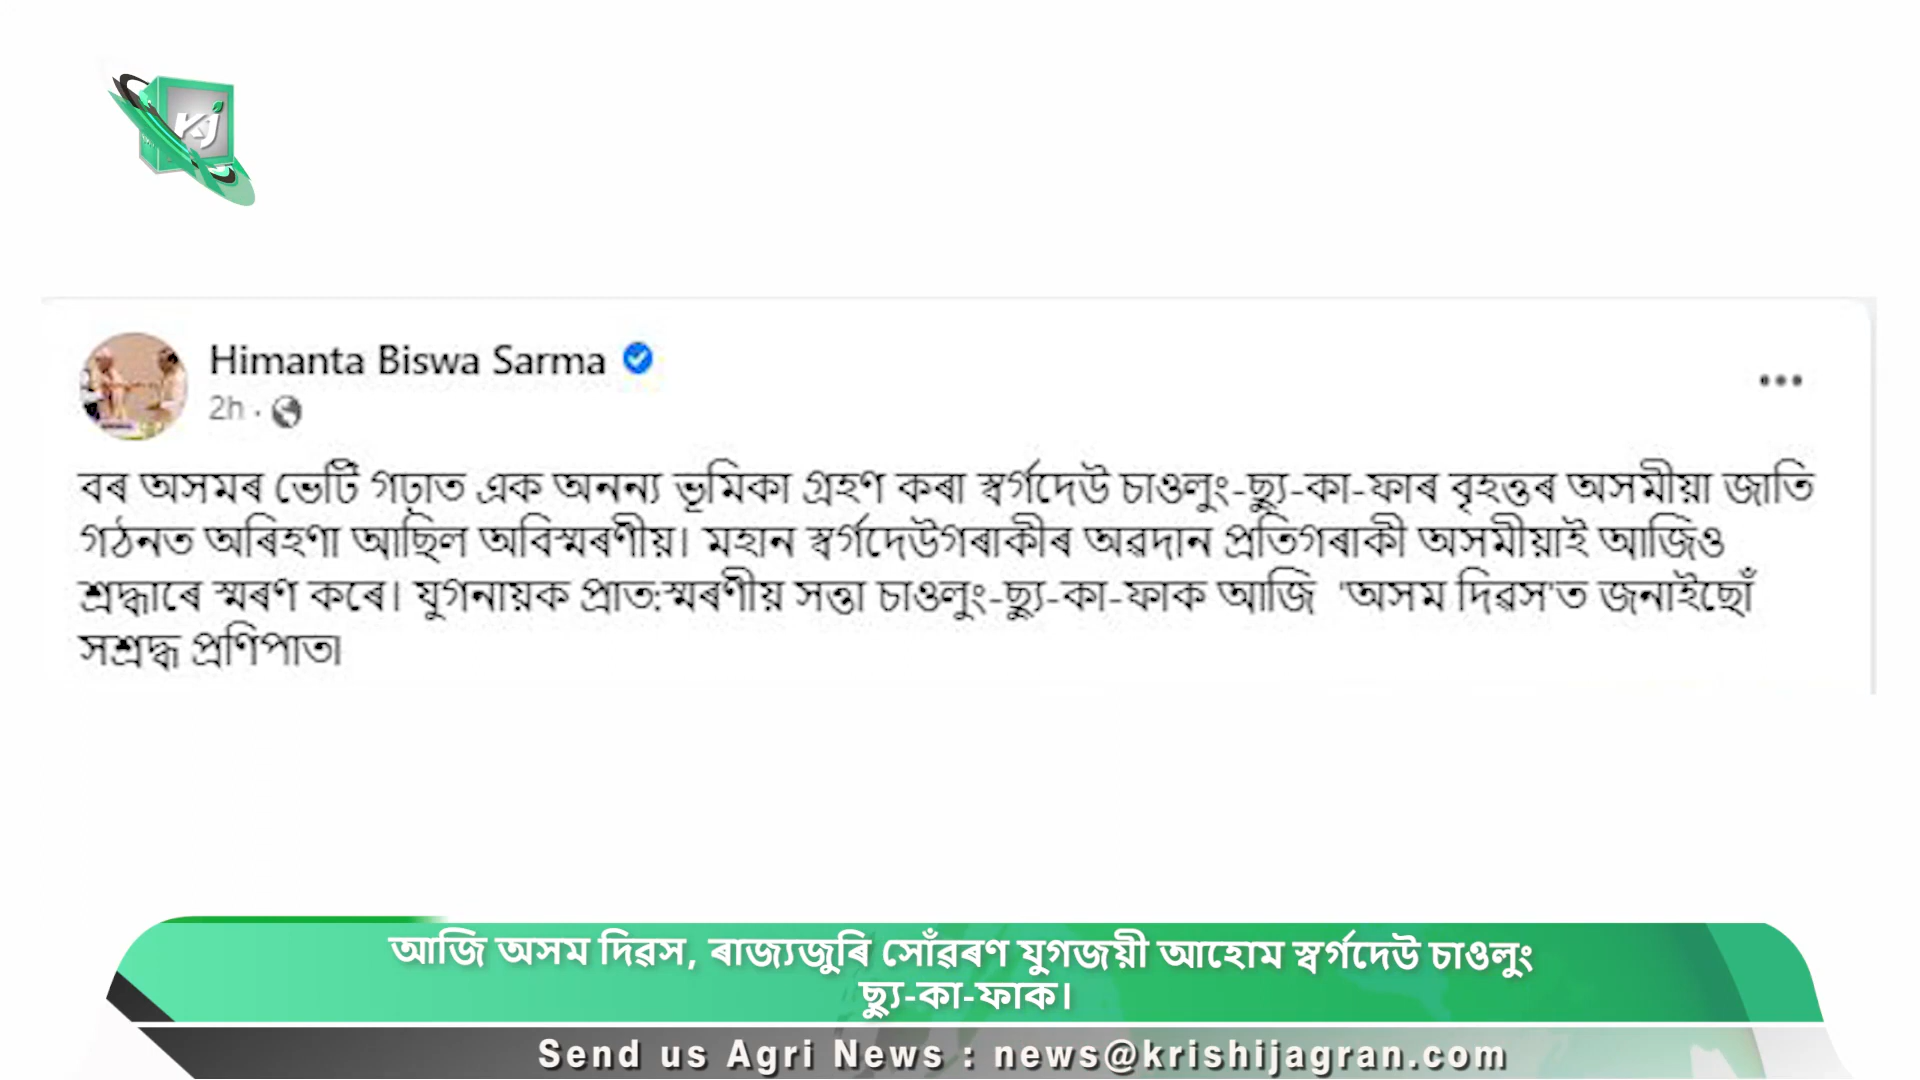 KJ
Himanta Biswa Sarma
2h ·
বৰ অসমৰ ভেটি গঢ়াত এক অনন্য ভূমিকা গ্ৰহণ কৰা স্বৰ্গদেউ চাওলুং-ছ্যু-কা-ফাৰ বৃহত্তৰ অসমীয়া জাতি
গঠনত অৰিহণা আছিল অবিস্মৰণীয়। মহান স্বৰ্গদেউগৰাকীৰ অৱদান প্ৰতিগৰাকী অসমীয়াই আজিও
শ্ৰদ্ধাৰে স্মৰণ কৰে। যুগনায়ক প্ৰাত:স্মৰণীয় সত্তা চাওলুং-ছ্যু-কা-ফাক আজি 'অসম দিৱস'ত জনাইছোঁ
সশ্ৰদ্ধ প্ৰণিপাত।
আজি অসম দিৱস, ৰাজ্যজুৰি সোঁৱৰণ যুগজয়ী আহোম স্বৰ্গদেউ চাওলুং
ছ্যু-কা-ফাক।
Send us Agri News : news@krishijagran.com